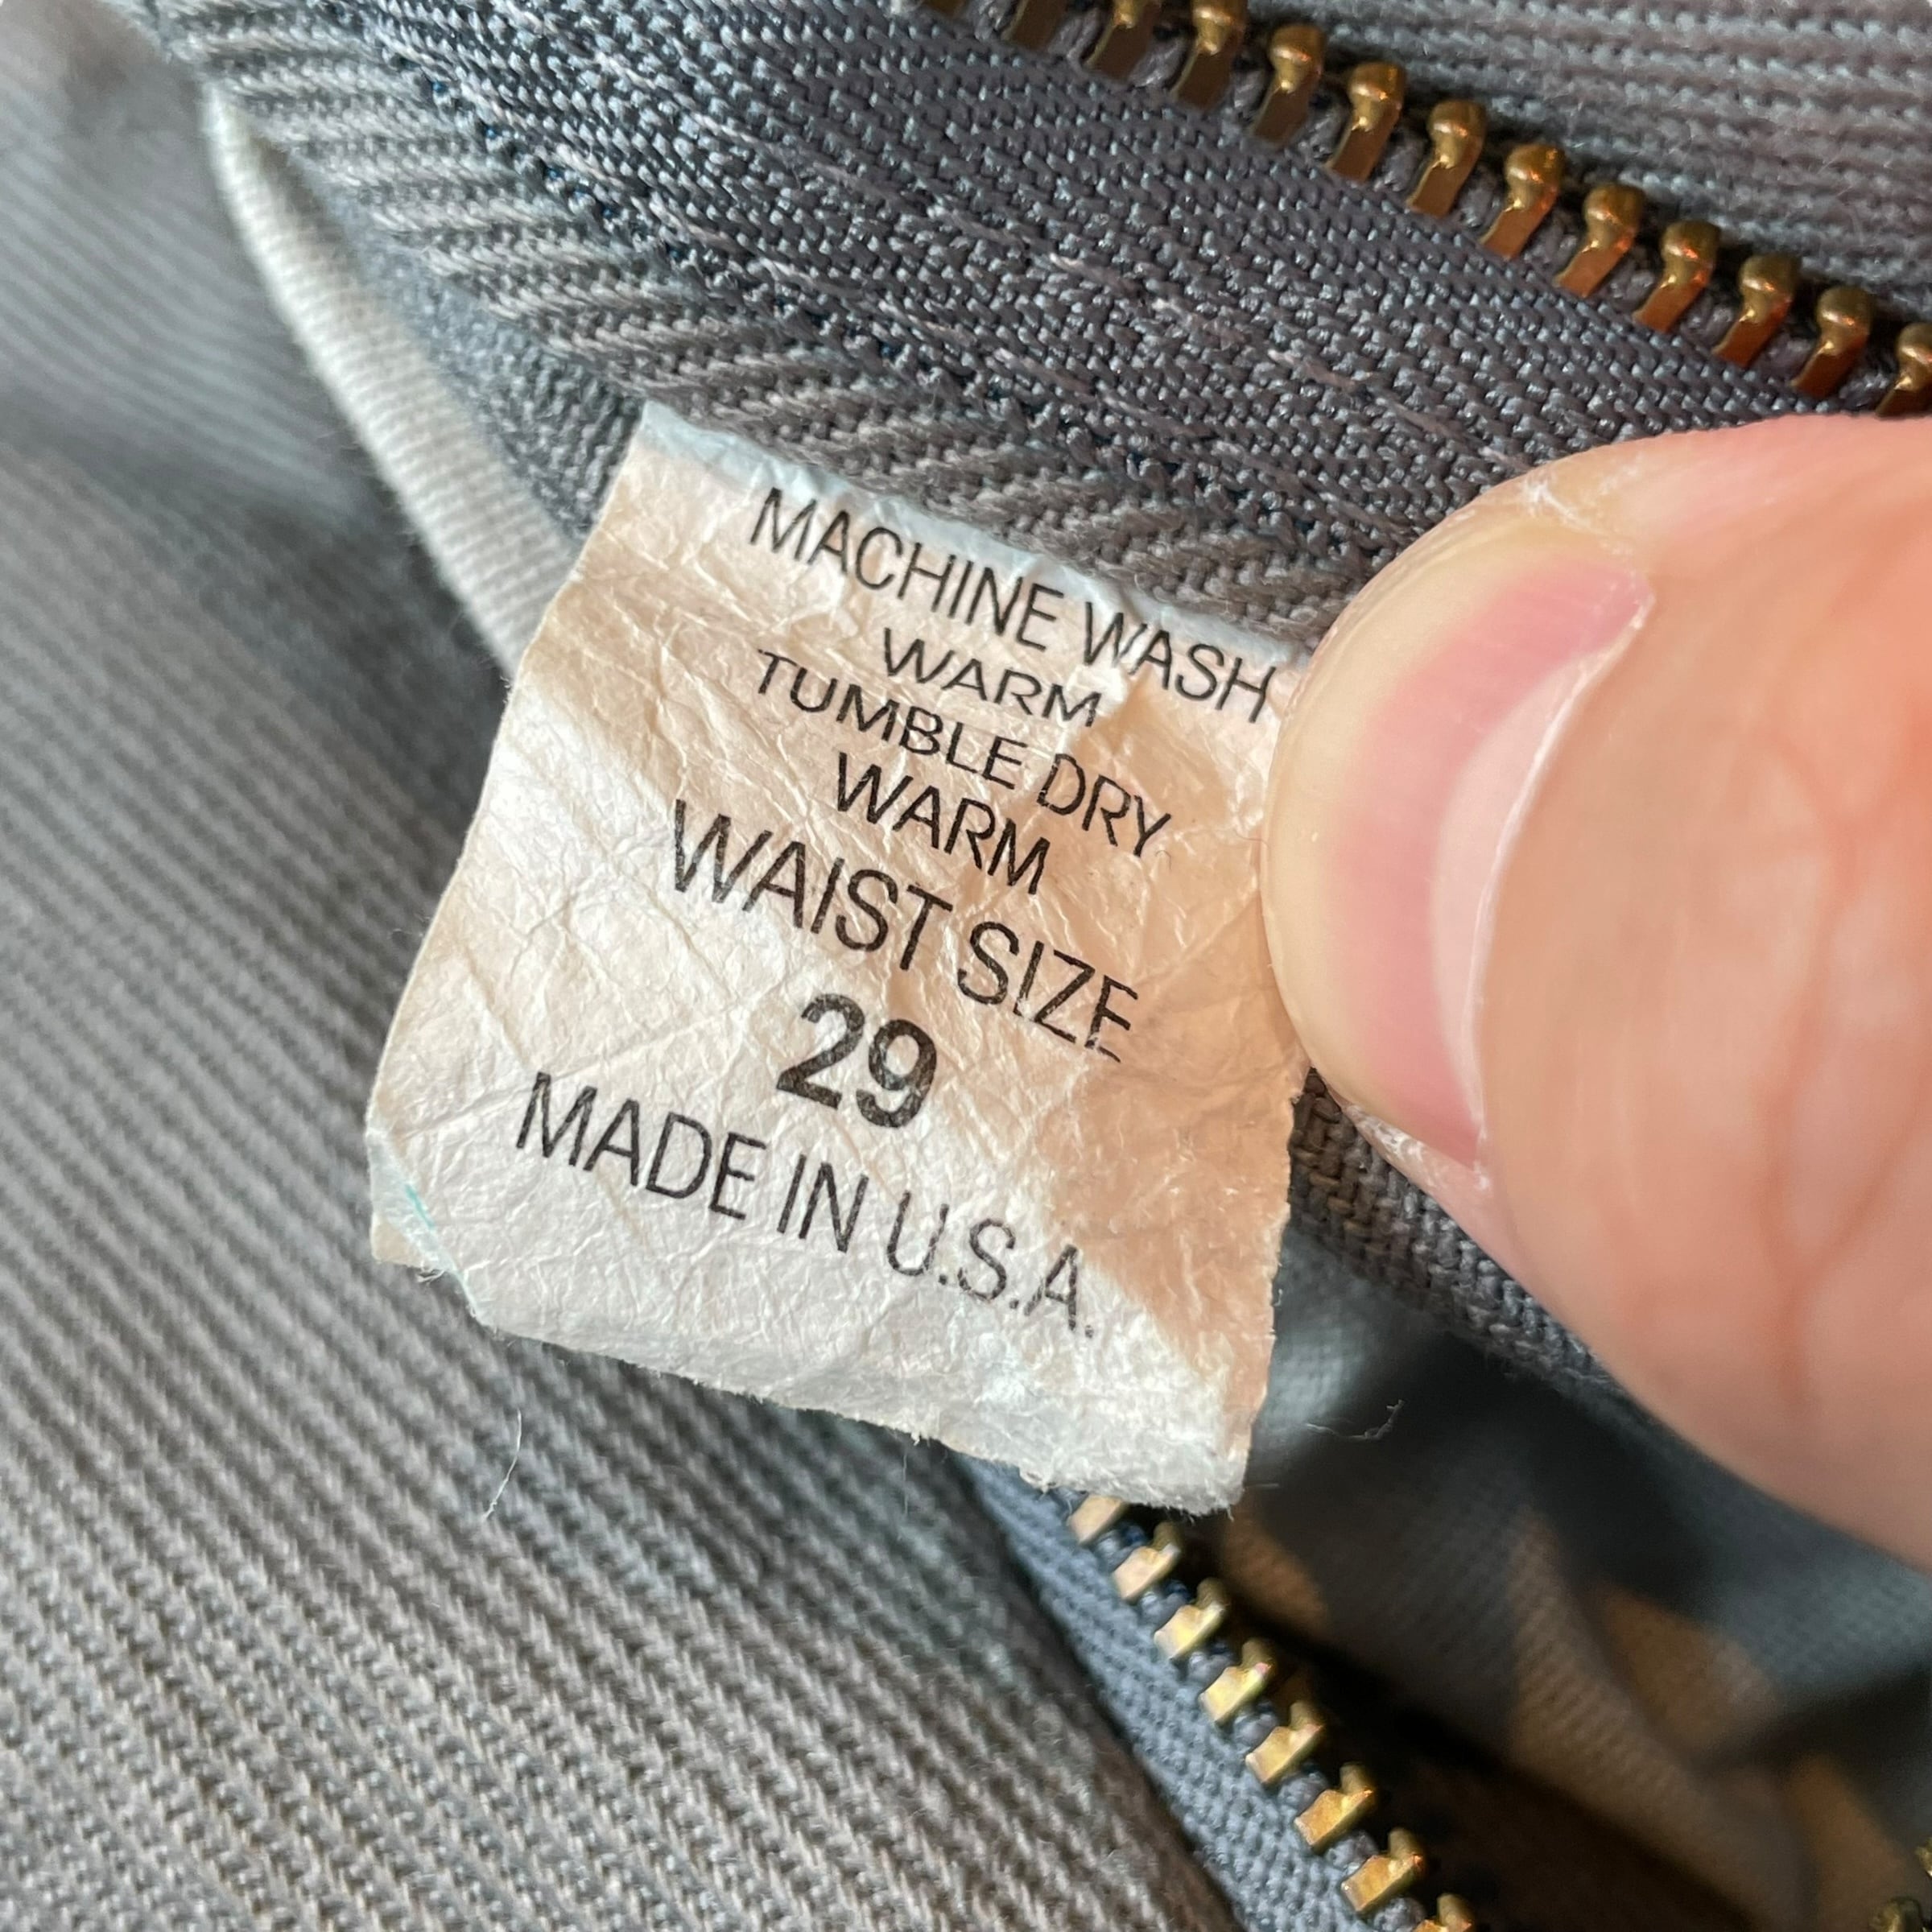 MACHINE WASH
WARM
TUMBLE DRY
WARM
WAIST SIZE
29
MADE IN U.S.A.